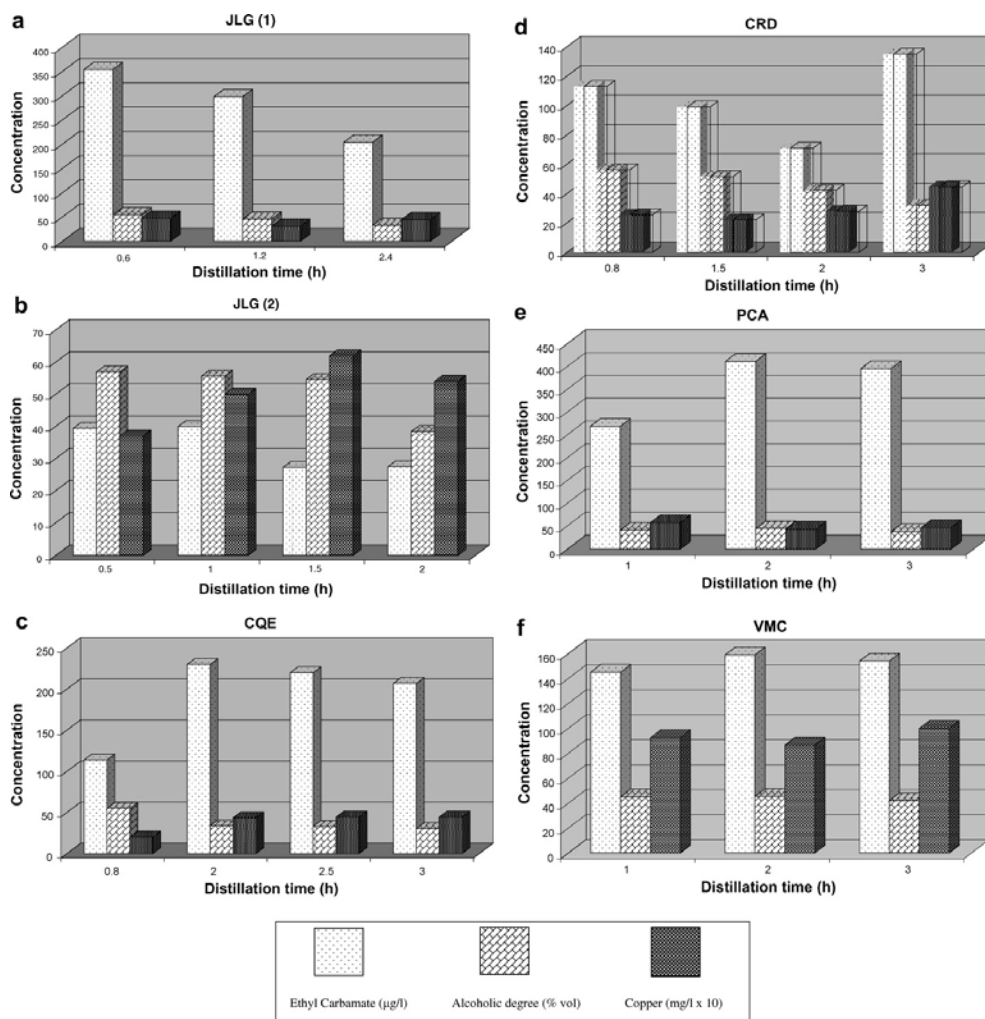 a
JLG (1)
Concentration
400
350
300
250
200
150
100
50
0
0.6
1.2
2.4
Distillation time (h)
b
JLG (2)
Concentration
70
60
50
40
30
20
10
0
0.5
1
1.5
2
Distillation time (h)
c
CQE
Concentration
250
200
150
100
50
0
0.8
2
2.5
3
Distillation time (h)
d
CRD
Concentration
140
120
100
80
60
40
20
0
0.8
1.5
2
3
Distillation time (h)
e
PCA
Concentration
450
400
350
300
250
200
150
100
50
0
1
2
3
Distillation time (h)
f
VMC
Concentration
160
140
120
100
80
60
40
20
0
1
2
3
Distillation time (h)
Ethyl Carbamate (µg/l)
Alcoholic degree (% vol)
Copper (mg/l x 10)